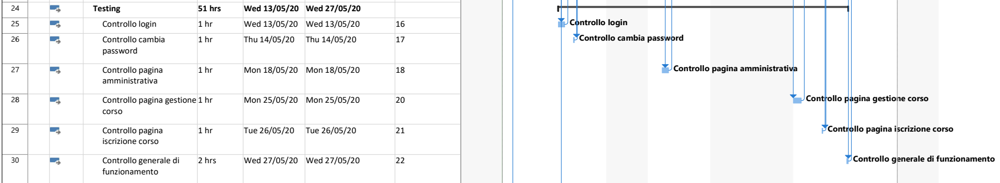 24 Testing 51 hrs Wed 13/05/20 Wed 27/05/20
25 Controllo login 1 hr Wed 13/05/20 Wed 13/05/20 16 Controllo login
26 Controllo cambia 1 hr Thu 14/05/20 Thu 14/05/20 17 Controllo cambia password
password
27 Controllo pagina 1 hr Mon 18/05/20 Mon 18/05/20 18 Controllo pagina amministrativa
amministrativa
28 Controllo pagina gestione 1 hr Mon 25/05/20 Mon 25/05/20 20 Controllo pagina gestione corso
corso
29 Controllo pagina 1 hr Tue 26/05/20 Tue 26/05/20 21 Controllo pagina iscrizione corso
iscrizione corso
30 Controllo generale di 2 hrs Wed 27/05/20 Wed 27/05/20 22 Controllo generale di funzionamento
funzionamento